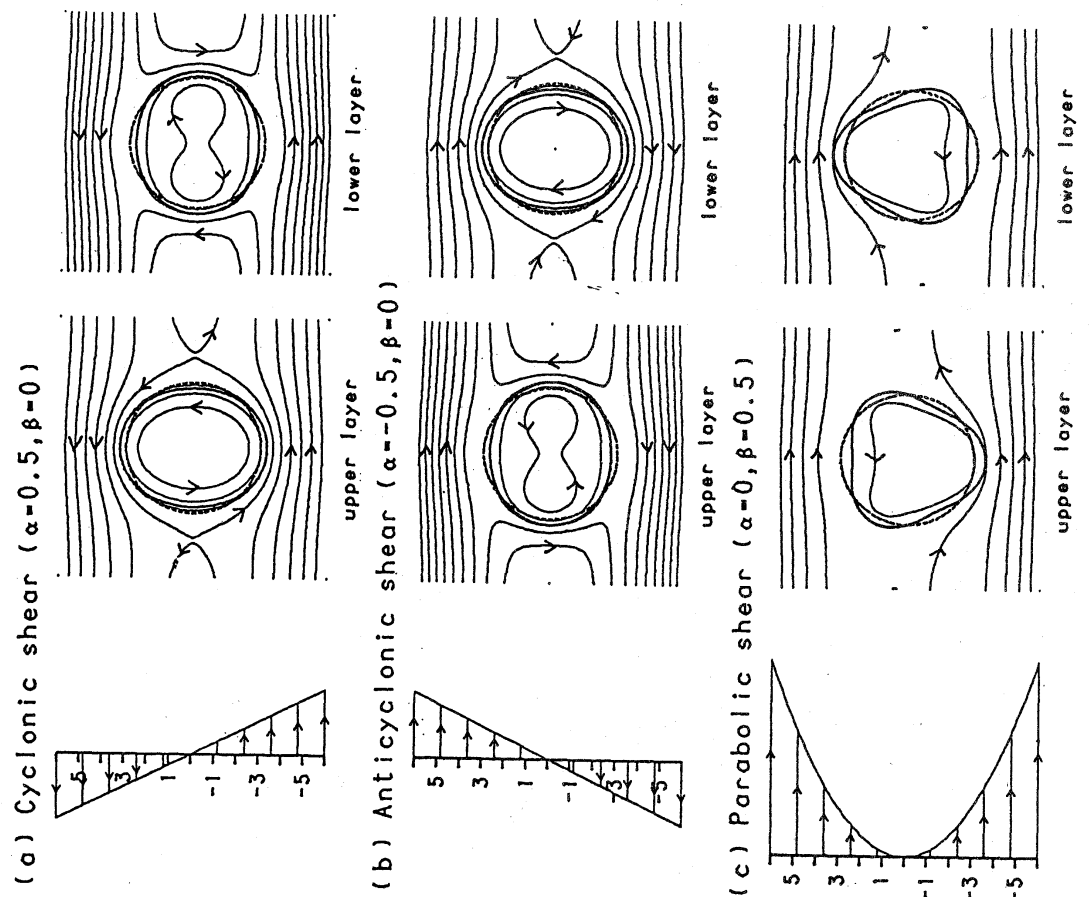 (a) Cyclonic shear (α=0.5, β=0)
5
3
1
-1
-3
-5
upper layer
lower layer
(b) Anticyclonic shear (α=-0.5, β=0)
5
3
1
-1
-3
-5
upper layer
lower layer
(c) Parabolic shear (α=0, β=0.5)
5
3
1
-1
-3
-5
upper layer
lower layer